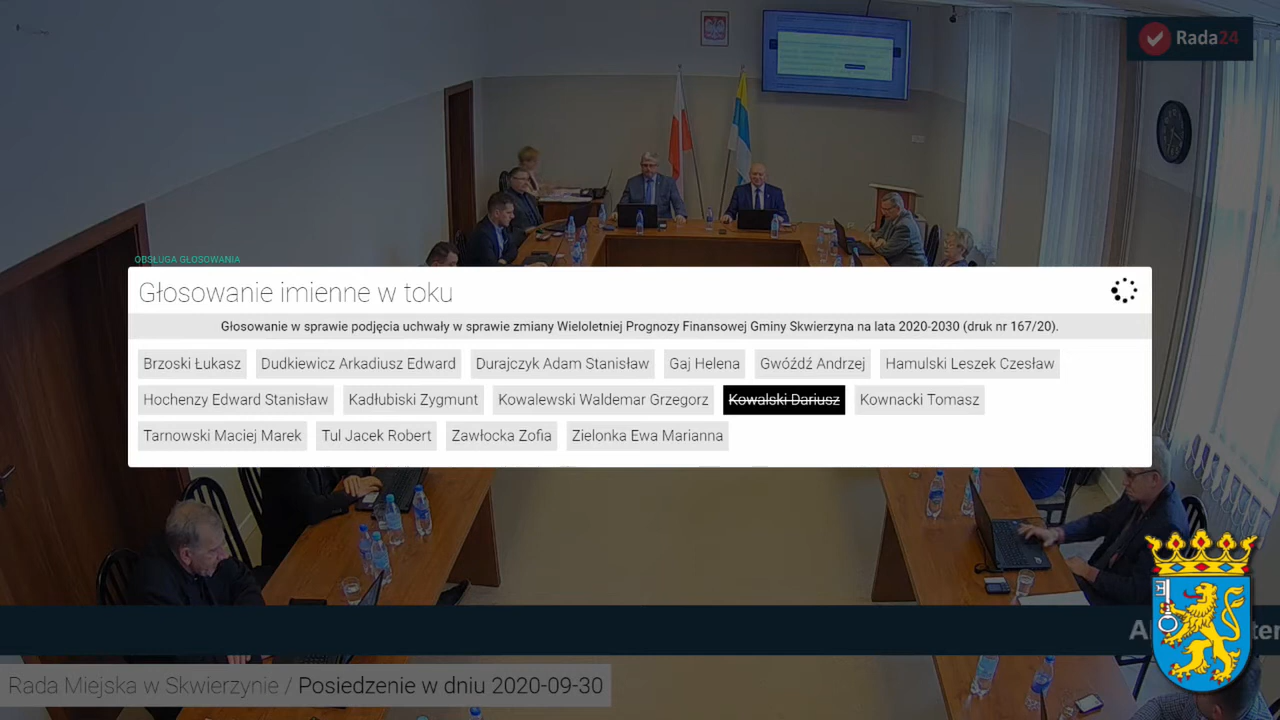 Rada24
OBSŁUGA GŁOSOWANIA
Głosowanie imienne w toku
Głosowanie w sprawie podjęcia uchwały w sprawie zmiany Wieloletniej Prognozy Finansowej Gminy Skwierzyna na lata 2020-2030 (druk nr 167/20).
Brzoski Łukasz Dudkiewicz Arkadiusz Edward Durajczyk Adam Stanisław Gaj Helena Gwóźdź Andrzej Hamulski Leszek Czesław
Hochenzy Edward Stanisław Kadłubiski Zygmunt Kowalewski Waldemar Grzegorz Kowalski Dariusz Kownacki Tomasz
Tarnowski Maciej Marek Tul Jacek Robert Zawłocka Zofia Zielonka Ewa Marianna
Rada Miejska w Skwierzynie / Posiedzenie w dniu 2020-09-30